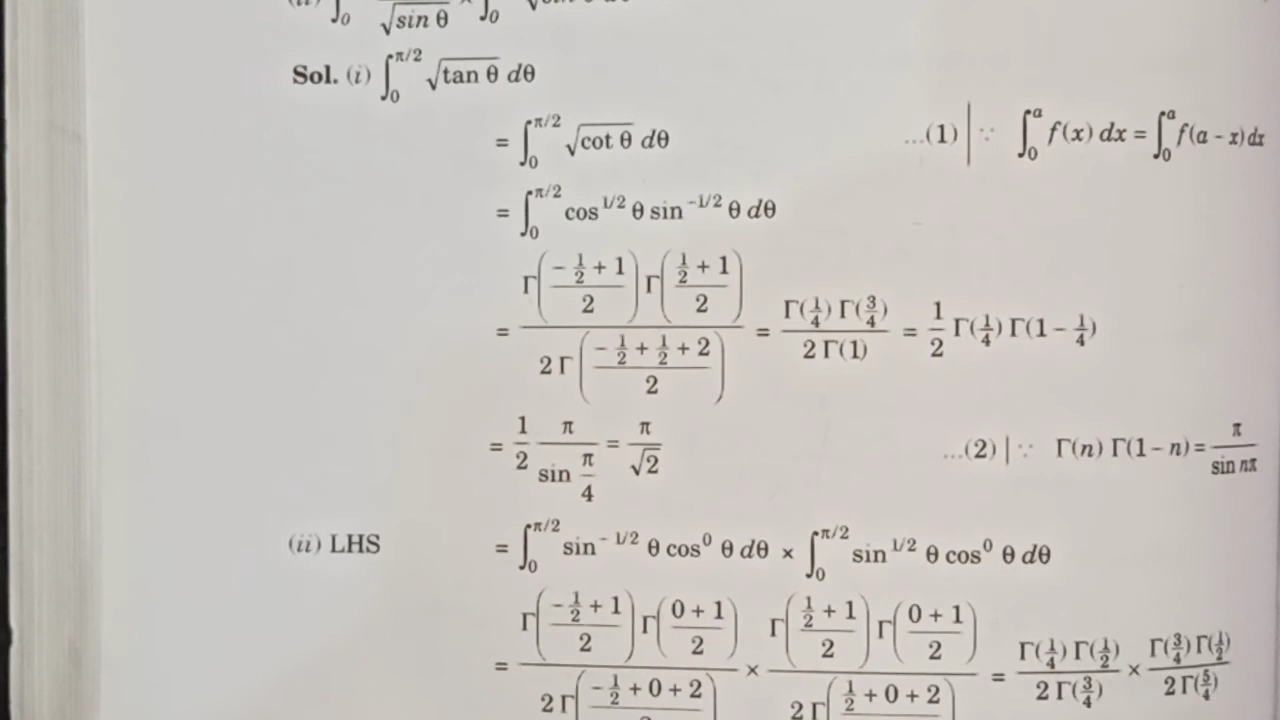 ∫₀ √sin θ × ∫₀
Sol. (i) ∫₀^{π/2} √tan θ dθ
= ∫₀^{π/2} √cot θ dθ ...(1) | ∵ ∫₀^a f(x) dx = ∫₀^a f(a – x) dx
= ∫₀^{π/2} cos^{1/2} θ sin^{-1/2} θ dθ
= Γ((-1/2 + 1)/2) Γ((1/2 + 1)/2) / 2 Γ((-1/2 + 1/2 + 2)/2) = Γ(1/4) Γ(3/4) / 2 Γ(1) = 1/2 Γ(1/4) Γ(1 – 1/4)
= 1/2 π / sin π/4 = π/√2 ...(2) | ∵ Γ(n) Γ(1 – n) = π / sin nπ
(ii) LHS = ∫₀^{π/2} sin^{-1/2} θ cos⁰ θ dθ × ∫₀^{π/2} sin^{1/2} θ cos⁰ θ dθ
= Γ((-1/2 + 1)/2) Γ((0 + 1)/2) / 2 Γ((-1/2 + 0 + 2)/2) × Γ((1/2 + 1)/2) Γ((0 + 1)/2) / 2 Γ((1/2 + 0 + 2) = Γ(1/4) Γ(1/2) / 2 Γ(3/4) × Γ(3/4) Γ(1/2) / 2 Γ(5/4)